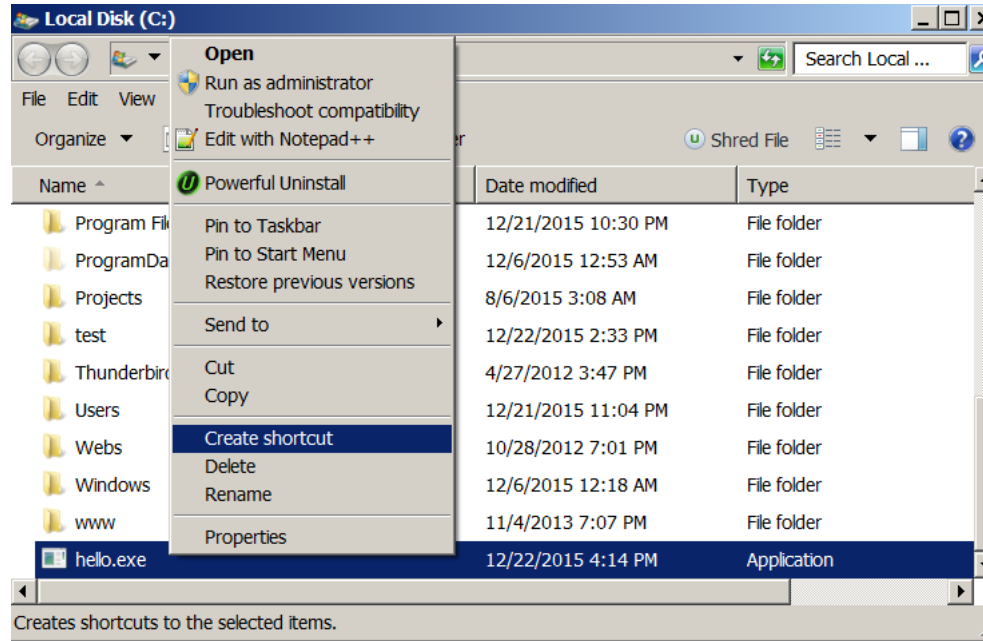 Local Disk (C:)
Search Local ...
File Edit View
Organize Shred File
Name Date modified Type
Open
Run as administrator
Troubleshoot compatibility
Edit with Notepad++
Powerful Uninstall
Pin to Taskbar
Pin to Start Menu
Restore previous versions
Send to
Cut
Copy
Create shortcut
Delete
Rename
Properties
Program Fil 12/21/2015 10:30 PM File folder
ProgramDa 12/6/2015 12:53 AM File folder
Projects 8/6/2015 3:08 AM File folder
test 12/22/2015 2:33 PM File folder
Thunderbird 4/27/2012 3:47 PM File folder
Users 12/21/2015 11:04 PM File folder
Webs 10/28/2012 7:01 PM File folder
Windows 12/6/2015 12:18 AM File folder
www 11/4/2013 7:07 PM File folder
hello.exe 12/22/2015 4:14 PM Application
Creates shortcuts to the selected items.